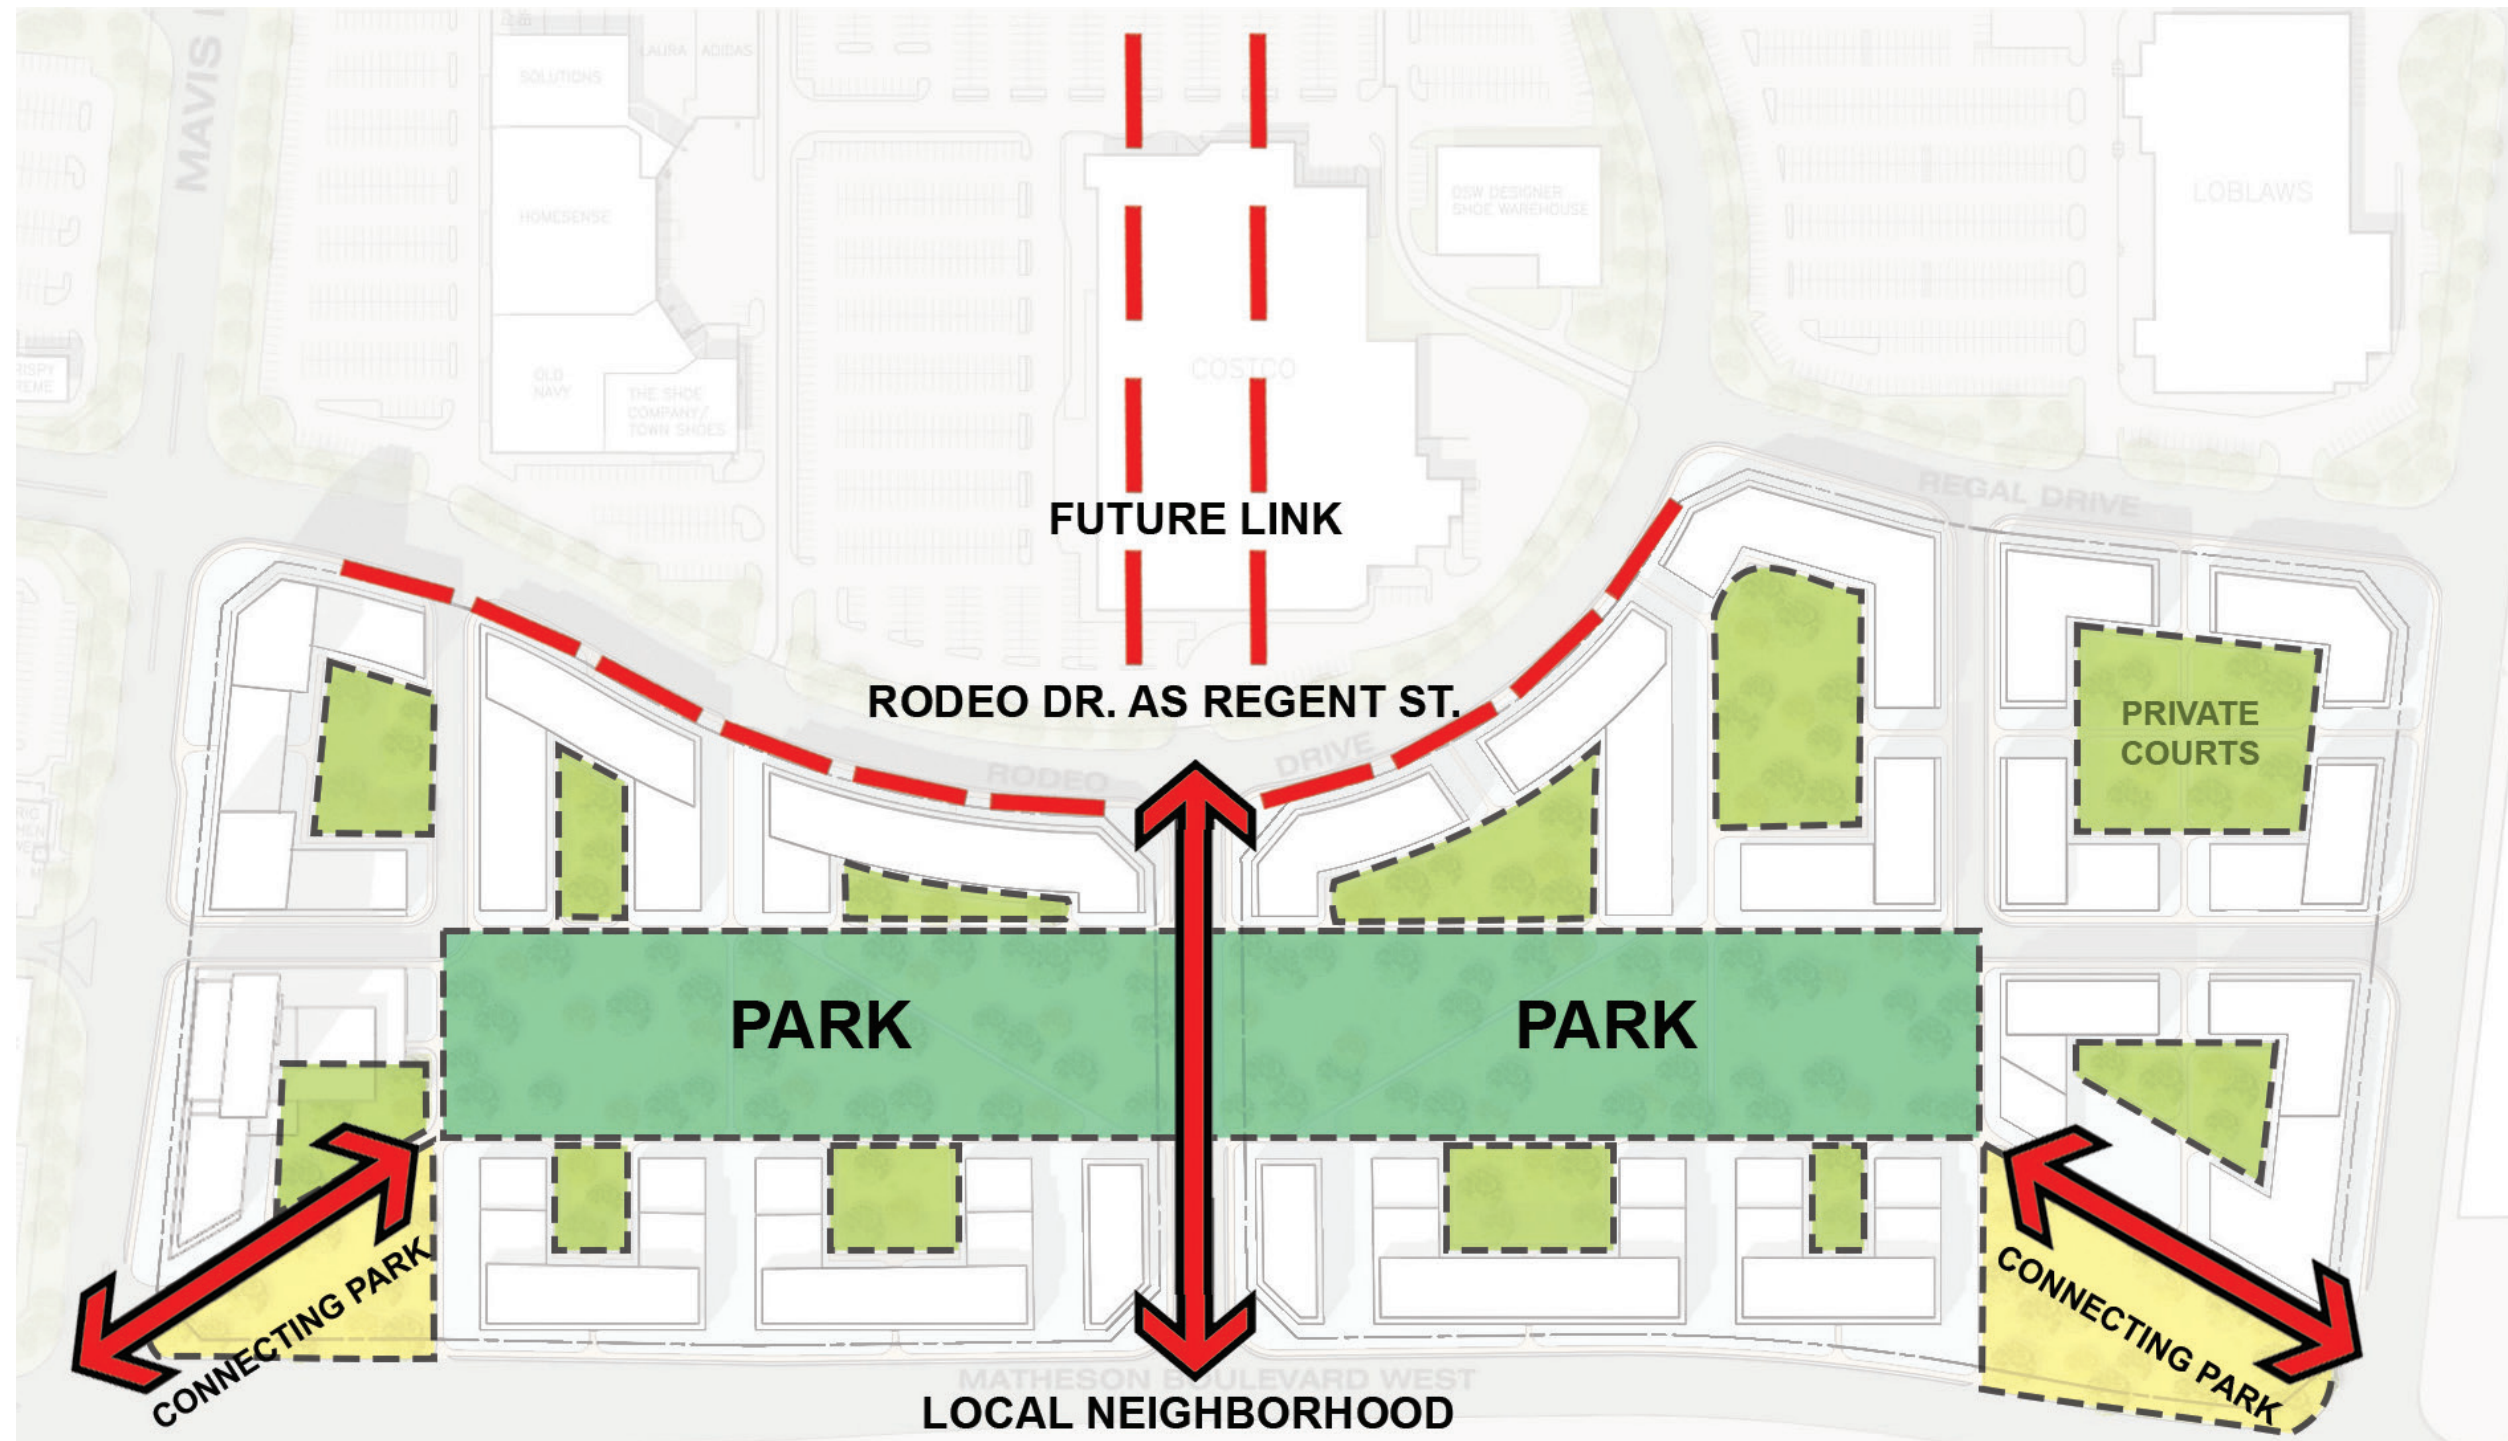 MAVIS
LAURA
ADIDAS
SOLUTIONS
HOMESENSE
DSW DESIGNER
SHOE WAREHOUSE
LOBLAWS
COSTCO
OLD
NAVY
THE SHOE
COMPANY/
TOWN SHOES
FUTURE LINK
REGAL DRIVE
RODEO DR. AS REGENT ST.
PRIVATE
COURTS
RODEO
DRIVE
PARK
PARK
CONNECTING PARK
CONNECTING PARK
MATHESON BOULEVARD WEST
LOCAL NEIGHBORHOOD